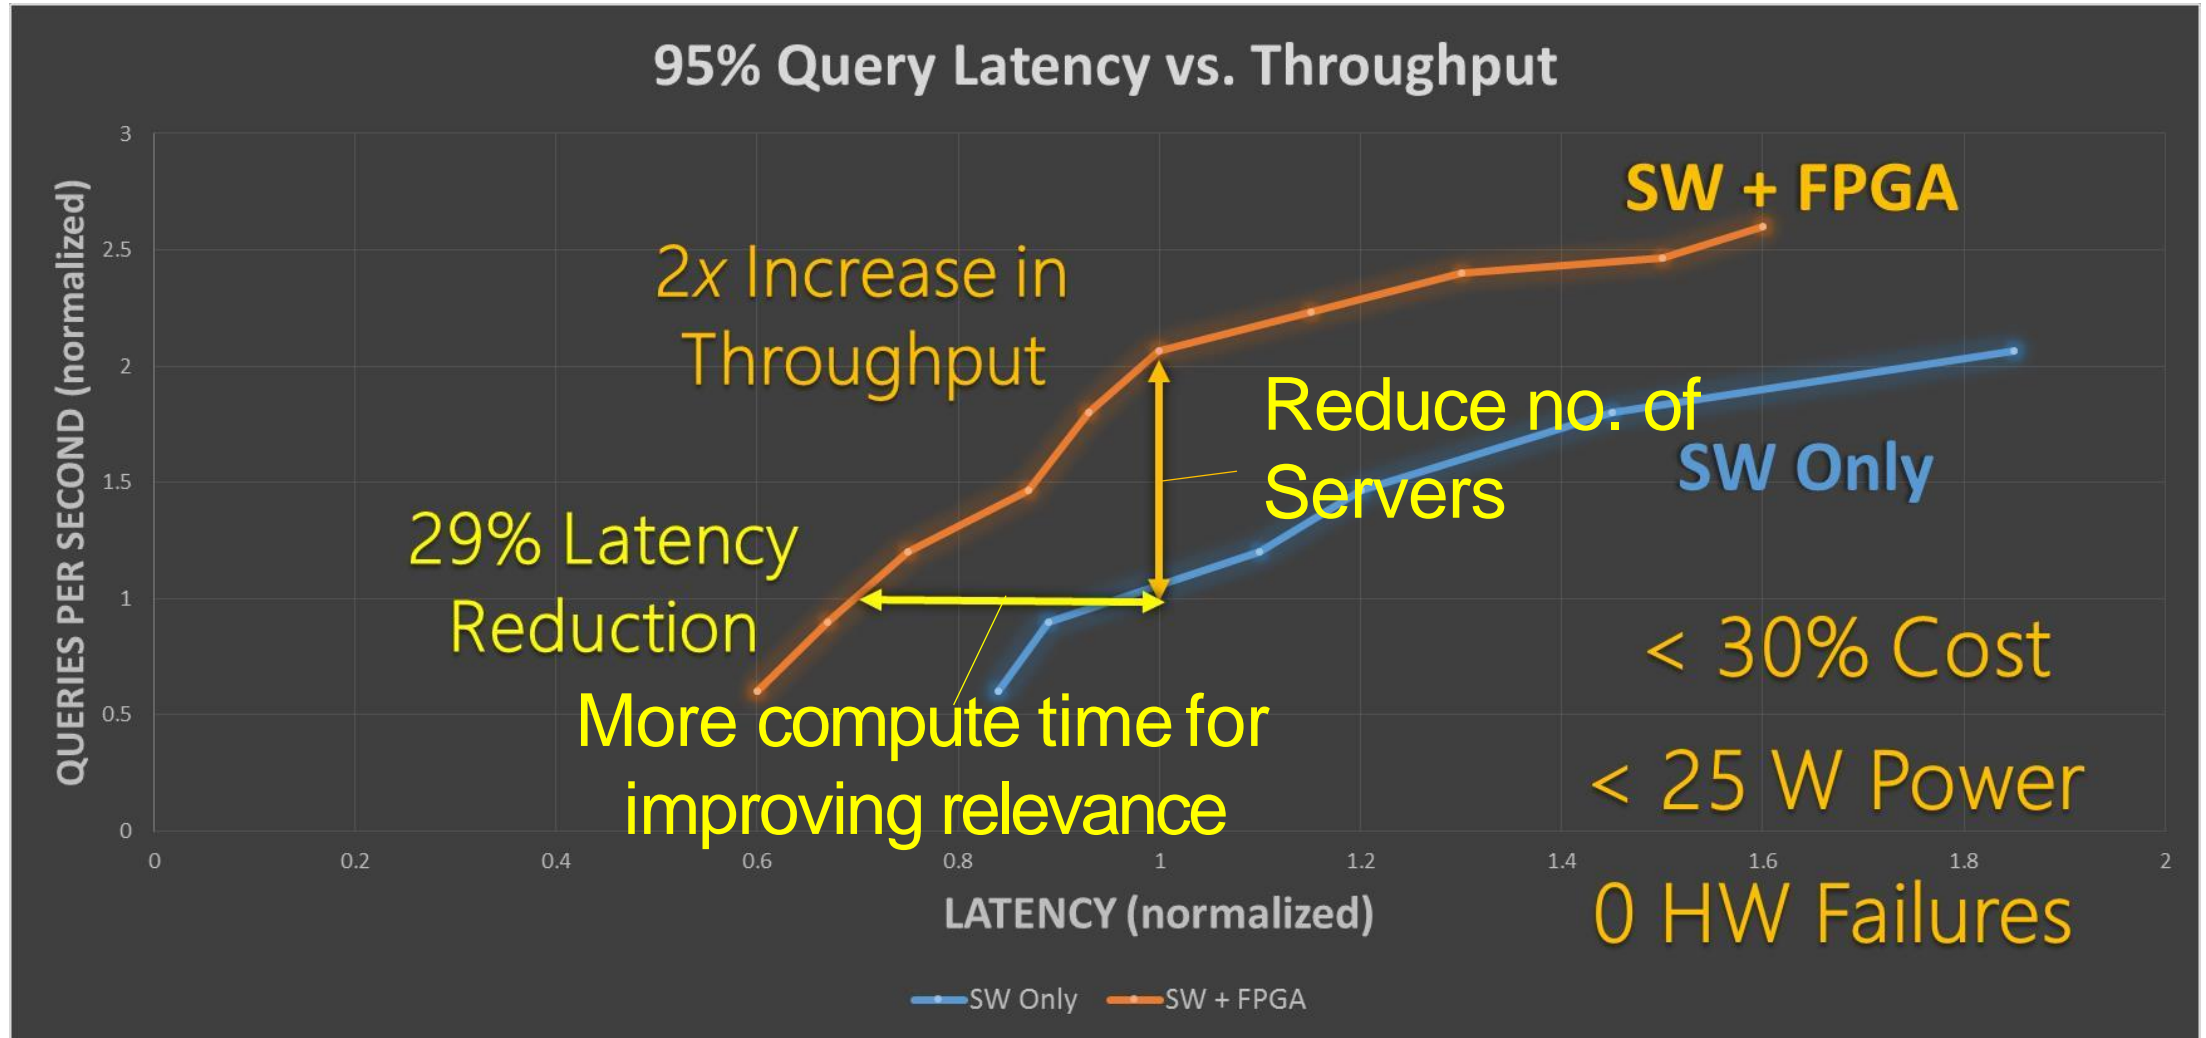 95% Query Latency vs. Throughput
QUERIES PER SECOND (normalized)
3
2.5
2
1.5
1
0.5
0
SW + FPGA
2x Increase in
Throughput
Reduce no. of
Servers
SW Only
29% Latency
Reduction
More compute time for
improving relevance
< 30% Cost
< 25 W Power
0 HW Failures
0 0.2 0.4 0.6 0.8 1 1.2 1.4 1.6 1.8 2
LATENCY (normalized)
SW Only SW + FPGA